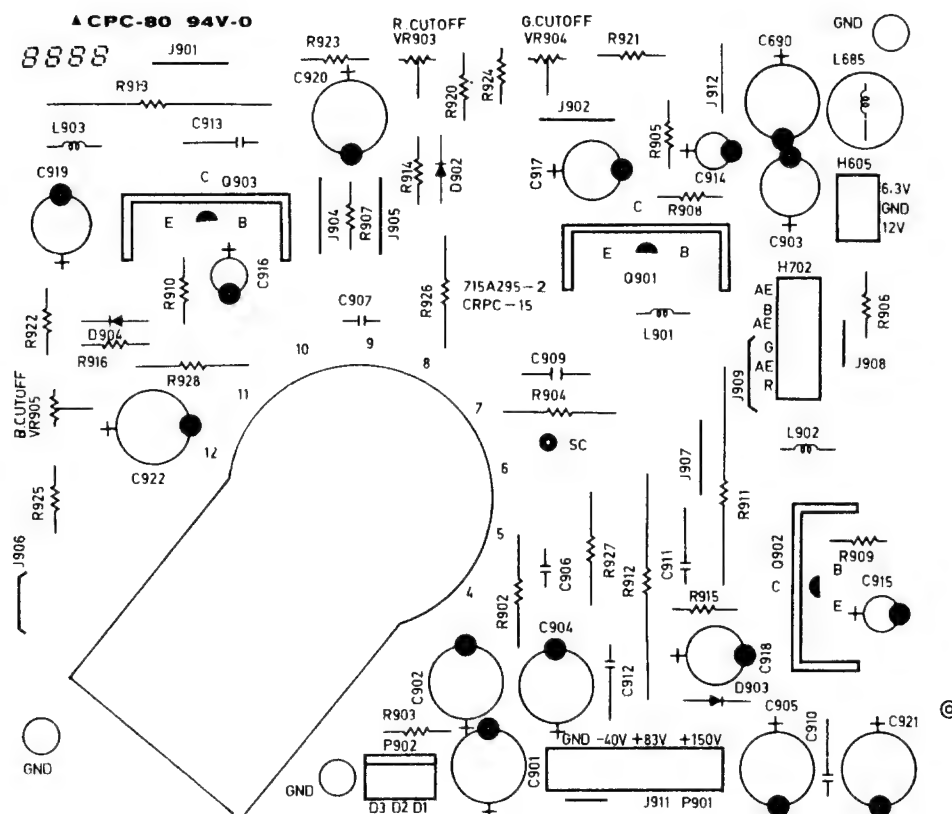 ▲CPC-80 94V-0
8888
J901
R923
R.CUTOFF
VR903
G.CUTOFF
VR904
R921
GND
C690
L685
R913
C920
R920
R924
J912
J902
L903
C913
R914
D902
R905
C914
C917
C919
C
Q903
E
B
J904
R907
J905
H605
6.3V
GND
12V
R908
C903
C
E
B
Q901
C916
R910
R926
715A295-2
CRPC-15
H702
AE
B
AE
G
AE
R
R906
J908
J909
L901
C907
R922
D904
R916
R928
10
9
8
11
7
12
6
5
4
C909
R904
SC
B.CUTOFF
VR905
C922
L902
J907
R911
R925
J906
Q902
C
B
E
R909
C915
R902
C906
R927
R912
C911
R915
C918
C904
C902
C912
D903
C905
C910
C921
R903
P902
D3 D2 D1
C901
GND
GND
GND -40V +83V +150V
J911 P901